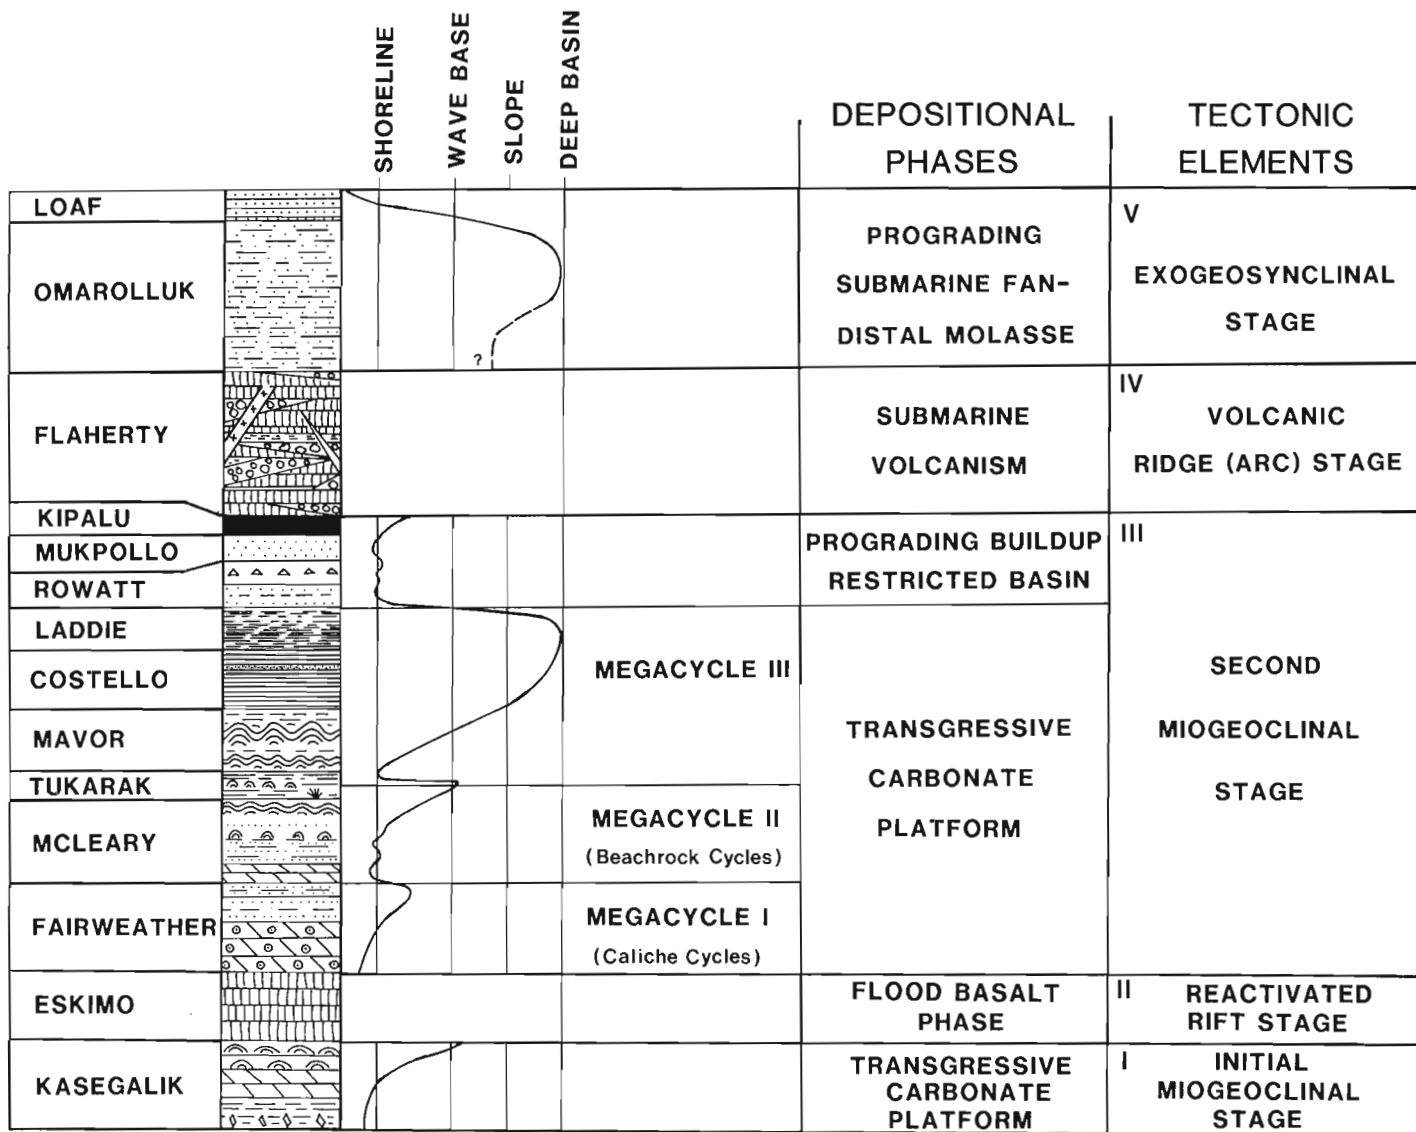 SHORELINE
WAVE BASE
SLOPE
DEEP BASIN
DEPOSITIONAL
PHASES
TECTONIC
ELEMENTS
LOAF
OMAROLLUK
?
PROGRADING
SUBMARINE FAN-
DISTAL MOLASSE
V
EXOGEOSYNCLINAL
STAGE
FLAHERTY
SUBMARINE
VOLCANISM
IV
VOLCANIC
RIDGE (ARC) STAGE
KIPALU
MUKPOLLO
ROWATT
PROGRADING BUILDUP
RESTRICTED BASIN
III
LADDIE
COSTELLO
MAVOR
TUKARAK
MCLEARY
FAIRWEATHER
MEGACYCLE III
MEGACYCLE II
(Beachrock Cycles)
MEGACYCLE I
(Caliche Cycles)
TRANSGRESSIVE
CARBONATE
PLATFORM
SECOND
MIOGEOCLINAL
STAGE
ESKIMO
FLOOD BASALT
PHASE
II
REACTIVATED
RIFT STAGE
KASEGALIK
TRANSGRESSIVE
CARBONATE
PLATFORM
I
INITIAL
MIOGEOCLINAL
STAGE